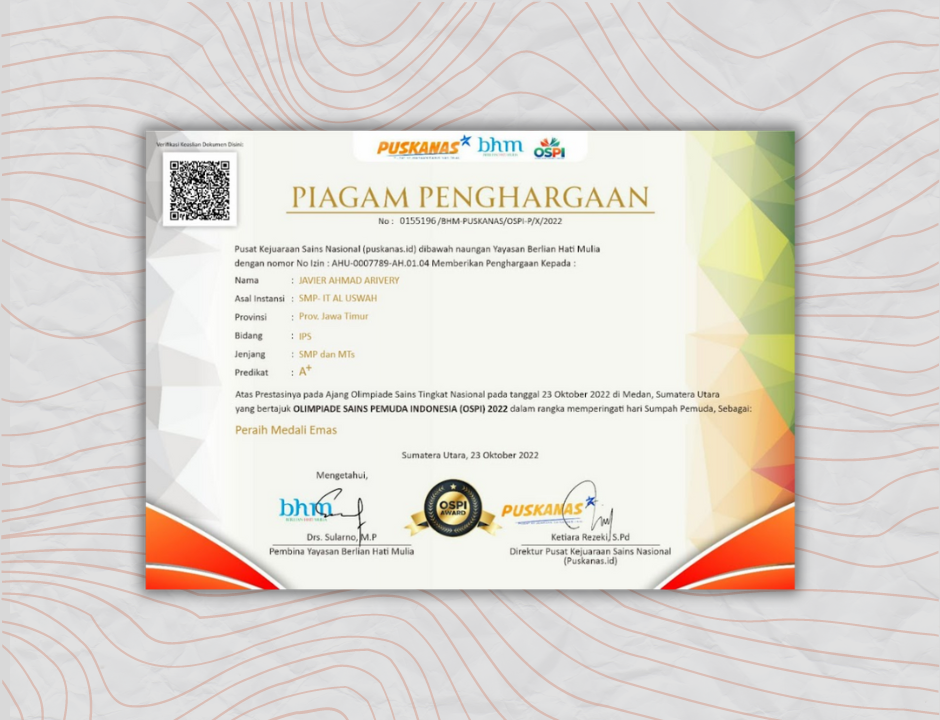 Verifikasi Keaslian Dokumen Disini:
PUSKANAS bhm OSPI
PIAGAM PENGHARGAAN
No : 0155196/BHM-PUSKANAS/OSPI-P/X/2022
Pusat Kejuaraan Sains Nasional (puskanas.id) dibawah naungan Yayasan Berlian Hati Mulia
dengan nomor No Izin : AHU-0007789-AH.01.04 Memberikan Penghargaan Kepada :
Nama : JAVIER AHMAD ARIVERY
Asal Instansi : SMP- IT AL USWAH
Provinsi : Prov. Jawa Timur
Bidang : IPS
Jenjang : SMP dan MTs
Predikat : A+
Atas Prestasinya pada Ajang Olimpiade Sains Tingkat Nasional pada tanggal 23 Oktober 2022 di Medan, Sumatera Utara
yang bertajuk OLIMPIADE SAINS PEMUDA INDONESIA (OSPI) 2022 dalam rangka memperingati hari Sumpah Pemuda, Sebagai:
Peraih Medali Emas
Sumatera Utara, 23 Oktober 2022
Mengetahui,
bhm
OSPI
AWARD
PUSKANAS
Drs. Sularno, M.P
Pembina Yayasan Berlian Hati Mulia
Ketiara Rezeki, S.Pd
Direktur Pusat Kejuaraan Sains Nasional
(Puskanas.id)